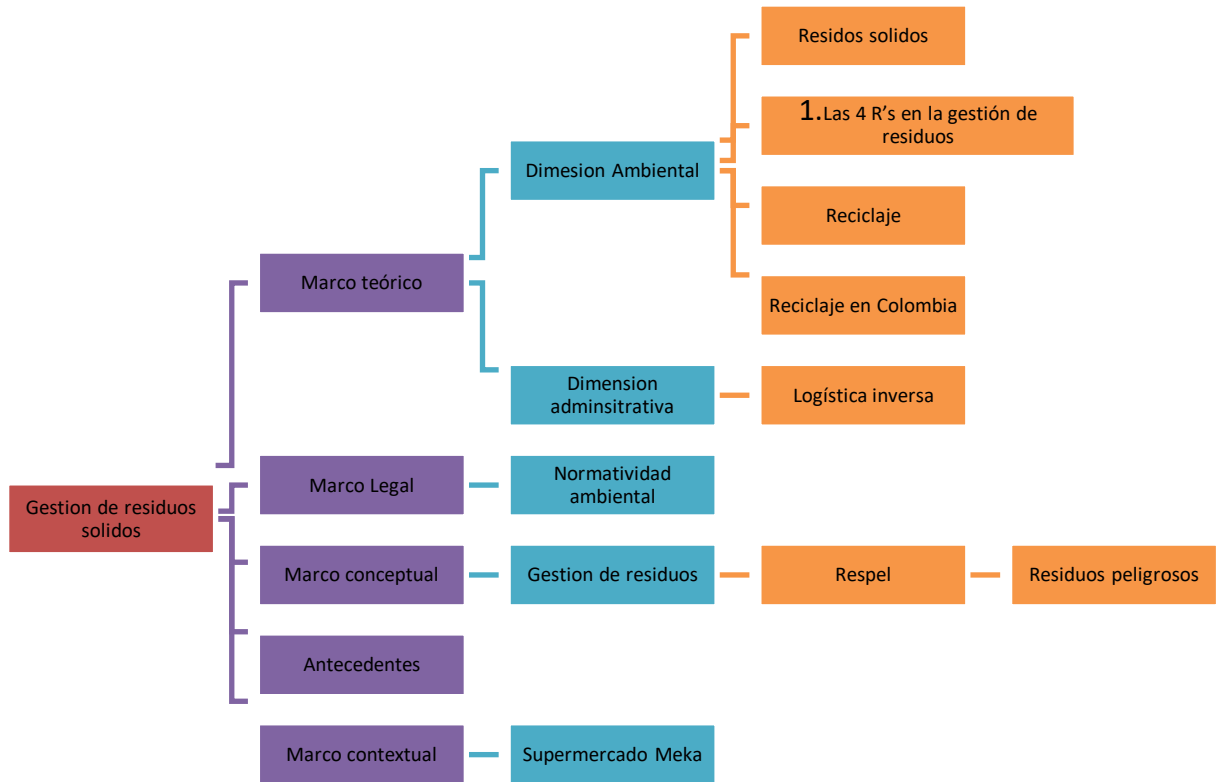 Residos solidos
1.Las 4 R’s en la gestión de
residuos
Dimesion Ambiental
Reciclaje
Marco teórico
Reciclaje en Colombia
Dimension
adminsitrativa
Logística inversa
Marco Legal
Normatividad
ambiental
Gestion de residuos
solidos
Marco conceptual
Gestion de residuos
Respel
Residuos peligrosos
Antecedentes
Marco contextual
Supermercado Meka